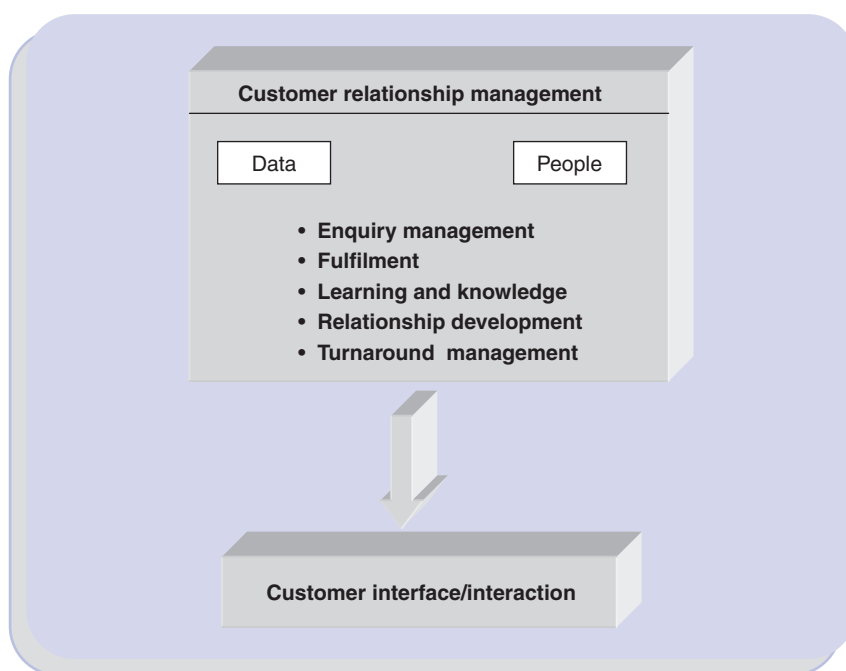 Customer relationship management
Data
People
• Enquiry management
• Fulfilment
• Learning and knowledge
• Relationship development
• Turnaround management
Customer interface/interaction